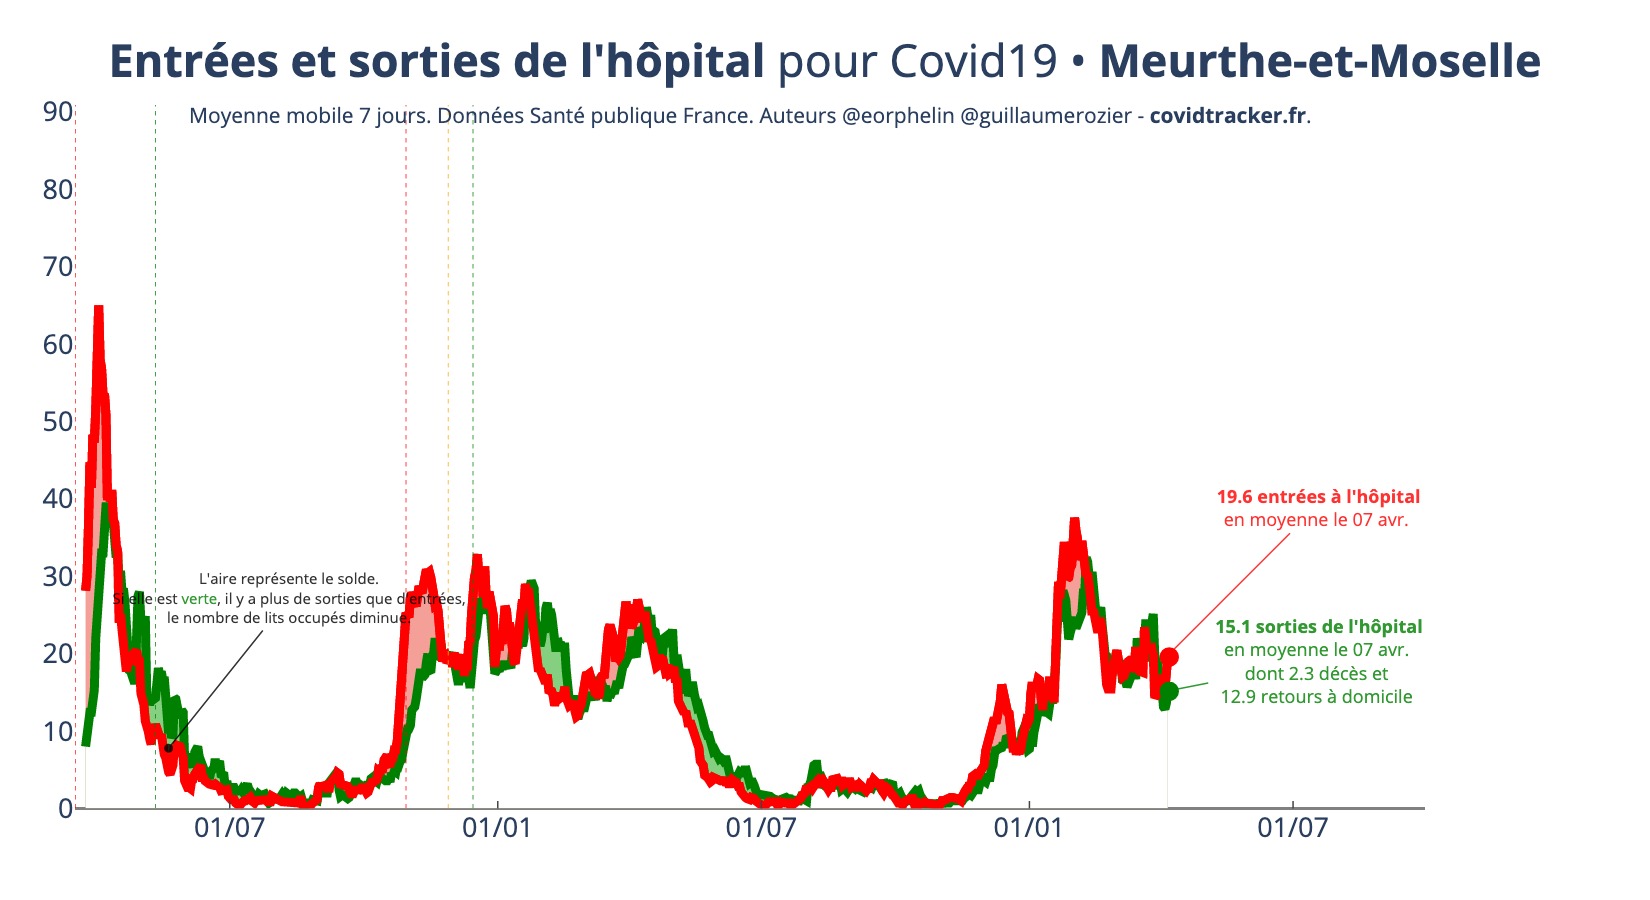 Entrées et sorties de l'hôpital pour Covid19 • Meurthe-et-Moselle
Moyenne mobile 7 jours. Données Santé publique France. Auteurs @eorphelin @guillaumerozier - covidtracker.fr.
90
80
70
60
50
40
30
20
10
0
L'aire représente le solde.
Si elle est verte, il y a plus de sorties que d'entrées,
le nombre de lits occupés diminue.
19.6 entrées à l'hôpital
en moyenne le 07 avr.
15.1 sorties de l'hôpital
en moyenne le 07 avr.
dont 2.3 décès et
12.9 retours à domicile
01/07
01/01
01/07
01/01
01/07